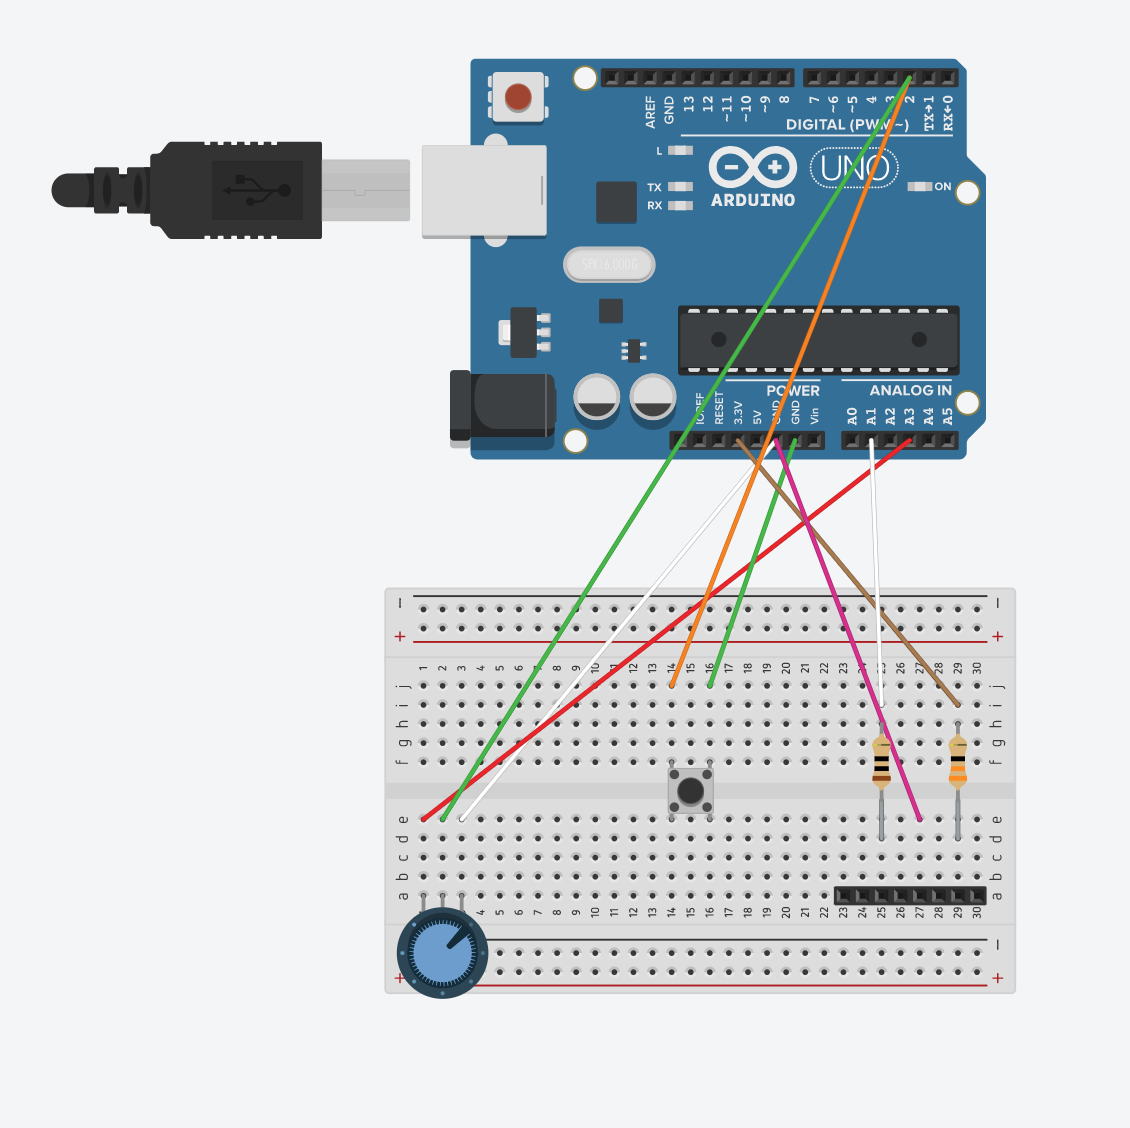 AREF GND 13 12 ~11 ~10 ~9 8 7 ~6 ~5 4 3 2 TX→1 RX←0
DIGITAL (PWM ~)
L
TX
RX
UNO
ON
ARDUINO
SPK16.000G
POWER
ANALOG IN
IOREF RESET 3.3V 5V GND GND Vin A0 A1 A2 A3 A4 A5
— —
+ +
1 2 3 4 5 6 7 8 9 10 11 12 13 14 15 16 17 18 19 20 21 22 23 24 25 26 27 28 29 30
j j
i i
h h
g g
f f
e e
d d
c c
b b
a a
4 5 6 7 8 9 10 11 12 13 14 15 16 17 18 19 20 21 22 23 24 25 26 27 28 29 30
—
+ +